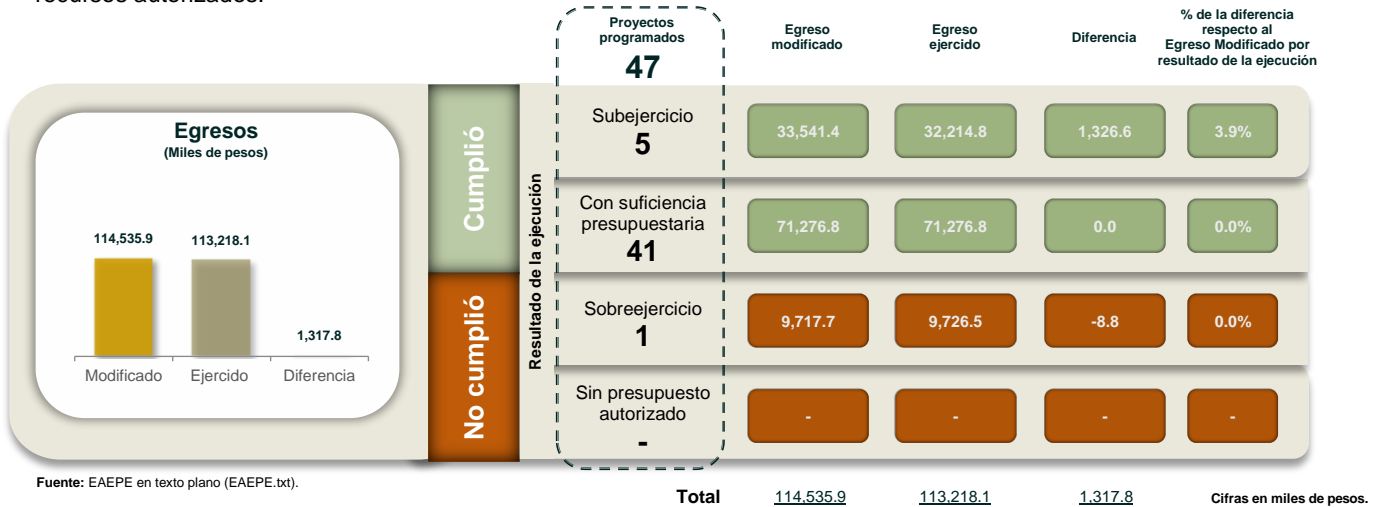 recursos autorizados.
Proyectos
programados
47
Egreso
modificado
Egreso
ejercido
Diferencia
% de la diferencia
respecto al
Egreso Modificado por
resultado de la ejecución
Egresos
(Miles de pesos)
114,535.9
113,218.1
1,317.8
Modificado
Ejercido
Diferencia
Cumplió
No cumplió
Resultado de la ejecución
Subejercicio
5
33,541.4
32,214.8
1,326.6
3.9%
Con suficiencia
presupuestaria
41
71,276.8
71,276.8
0.0
0.0%
Sobreejercicio
1
9,717.7
9,726.5
-8.8
0.0%
Sin presupuesto
autorizado
-
-
-
-
-
Fuente: EAEPE en texto plano (EAEPE.txt).
Total 114,535.9 113,218.1 1,317.8 Cifras en miles de pesos.